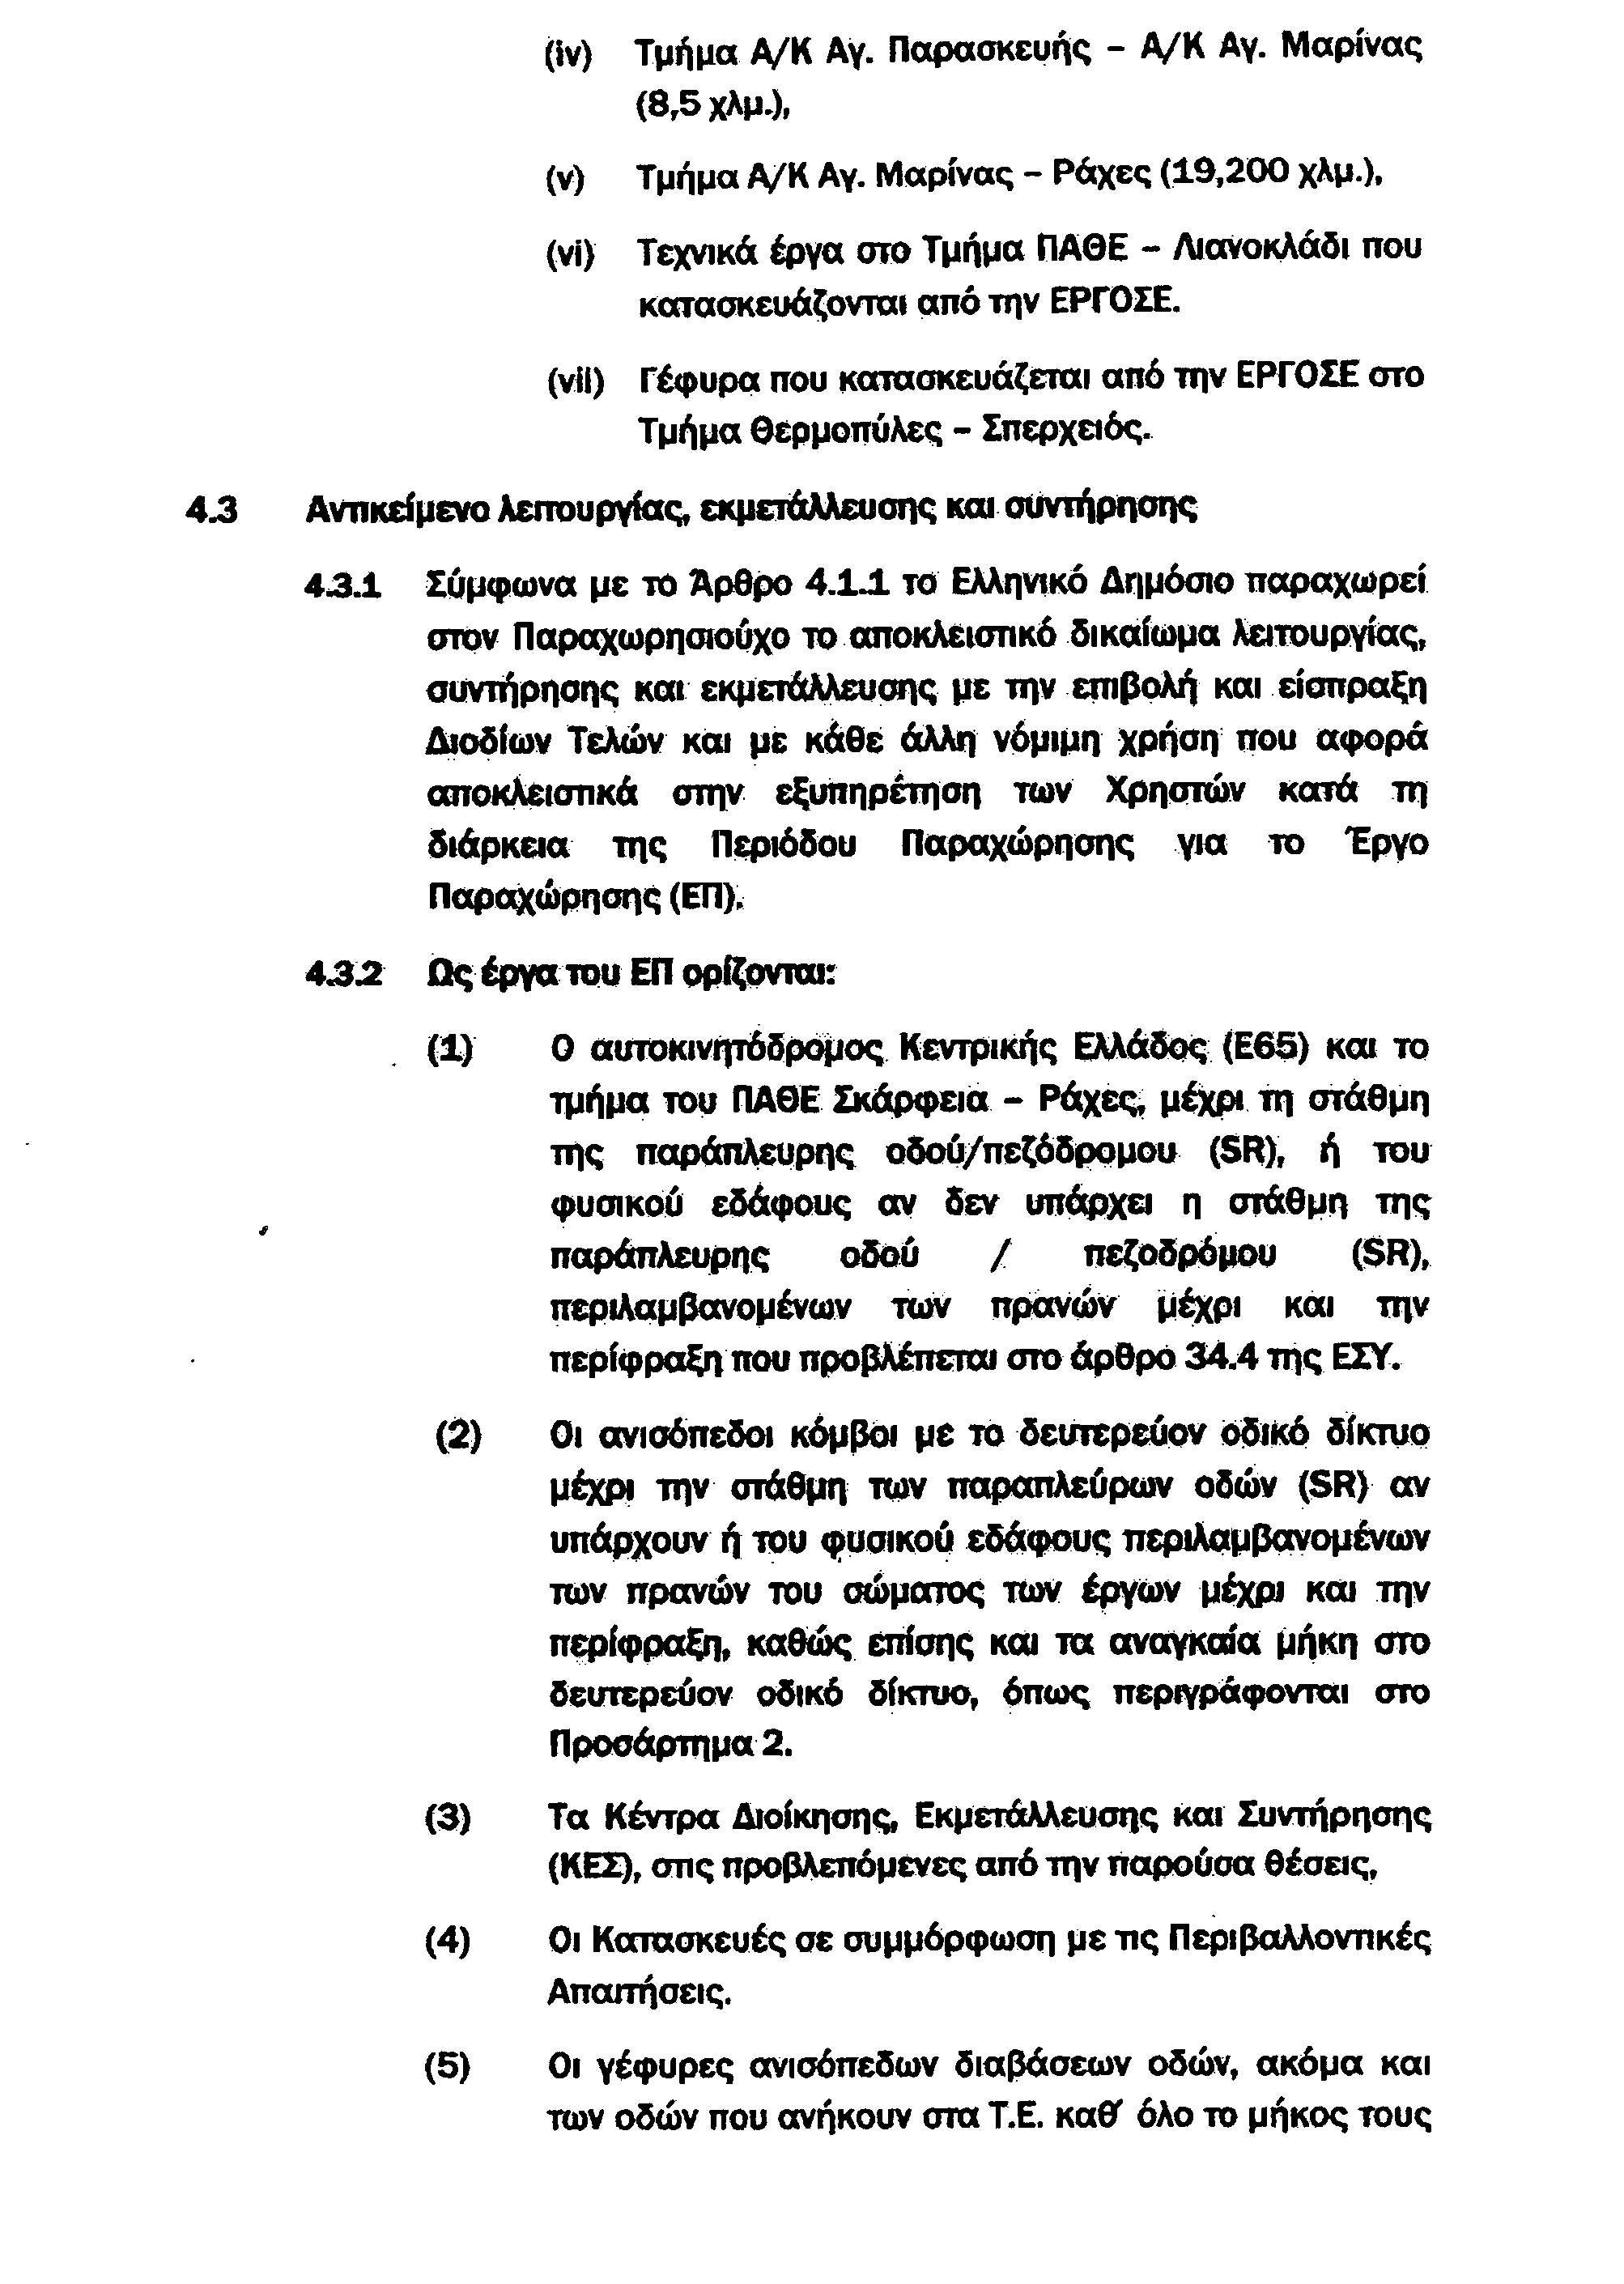 (iv) Τμήμα Α/Κ Αγ. Παρασκευής – Α/Κ Αγ. Μαρίνας
(8,5 χλμ.),
(v) Τμήμα Α/Κ Αγ. Μαρίνας – Ράχες (19,200 χλμ.),
(vi) Τεχνικά έργα στο Τμήμα ΠΑΘΕ – Λιανοκλάδι που
κατασκευάζονται από την ΕΡΓΟΣΕ.
(vii) Γέφυρα που κατασκευάζεται από την ΕΡΓΟΣΕ στο
Τμήμα Θερμοπύλες – Σπερχειός.
4.3 Αντικείμενο λειτουργίας, εκμετάλλευσης και συντήρησης
4.3.1 Σύμφωνα με το Άρθρο 4.1.1 το Ελληνικό Δημόσιο παραχωρεί
στον Παραχωρησιούχο το αποκλειστικό δικαίωμα λειτουργίας,
συντήρησης και εκμετάλλευσης με την επιβολή και είσπραξη
Διοδίων Τελών και με κάθε άλλη νόμιμη χρήση που αφορά
αποκλειστικά στην εξυπηρέτηση των Χρηστών κατά τη
διάρκεια της Περιόδου Παραχώρησης για το Έργο
Παραχώρησης (ΕΠ).
4.3.2 Ως έργα του ΕΠ ορίζονται:
(1) Ο αυτοκινητόδρομος Κεντρικής Ελλάδος (Ε65) και το
τμήμα του ΠΑΘΕ Σκάρφεια – Ράχες, μέχρι τη στάθμη
της παράπλευρης οδού/πεζόδρομου (SR), ή του
φυσικού εδάφους αν δεν υπάρχει η στάθμη της
παράπλευρης οδού / πεζοδρόμου (SR),
περιλαμβανομένων των πρανών μέχρι και την
περίφραξη που προβλέπεται στο άρθρο 34.4 της ΕΣΥ.
(2) Οι ανισόπεδοι κόμβοι με το δευτερεύον οδικό δίκτυο
μέχρι την στάθμη των παραπλεύρων οδών (SR) αν
υπάρχουν ή του φυσικού εδάφους περιλαμβανομένων
των πρανών του σώματος των έργων μέχρι και την
περίφραξη, καθώς επίσης και τα αναγκαία μήκη στο
δευτερεύον οδικό δίκτυο, όπως περιγράφονται στο
Προσάρτημα 2.
(3) Τα Κέντρα Διοίκησης, Εκμετάλλευσης και Συντήρησης
(ΚΕΣ), στις προβλεπόμενες από την παρούσα θέσεις,
(4) Οι Κατασκευές σε συμμόρφωση με τις Περιβαλλοντικές
Απαιτήσεις.
(5) Οι γέφυρες ανισόπεδων διαβάσεων οδών, ακόμα και
των οδών που ανήκουν στα Τ.Ε. καθ' όλο το μήκος τους